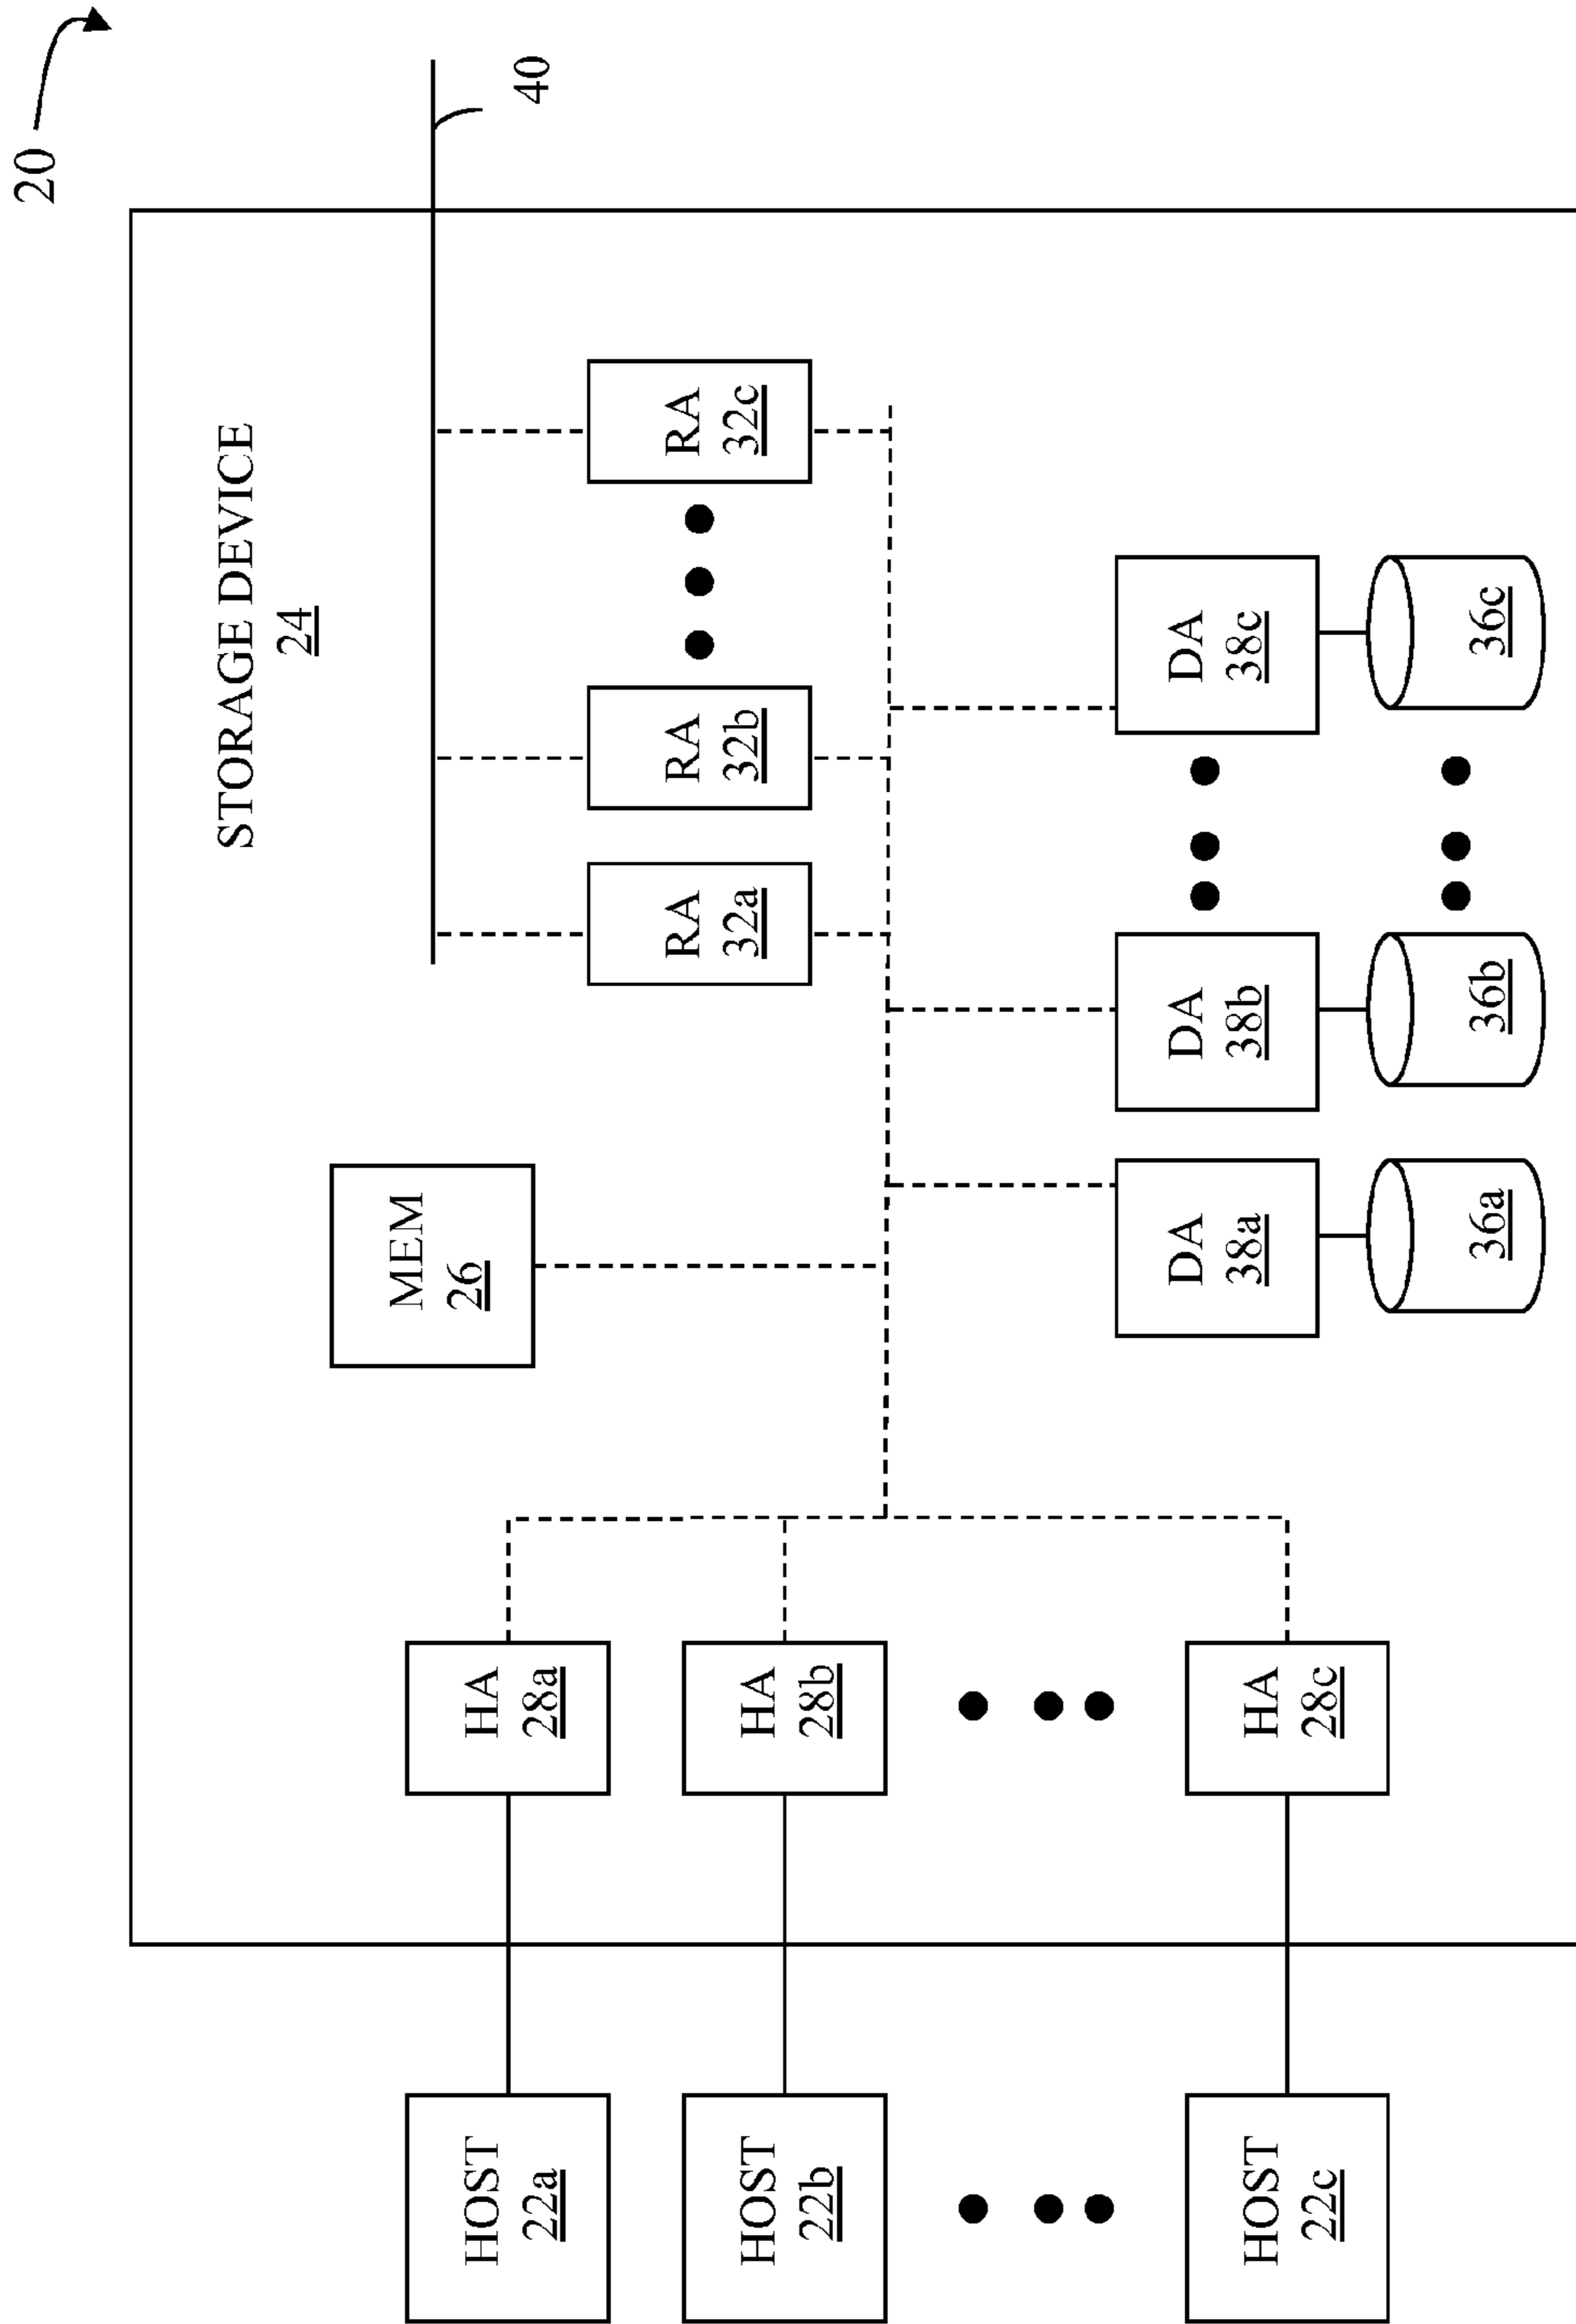 20
STORAGE DEVICE
24
40
MEM
26
HOST
22a
HA
28a
RA
32a
RA
32b
RA
32c
HOST
22b
HA
28b
HOST
22c
HA
28c
DA
38a
DA
38b
DA
38c
36a
36b
36c